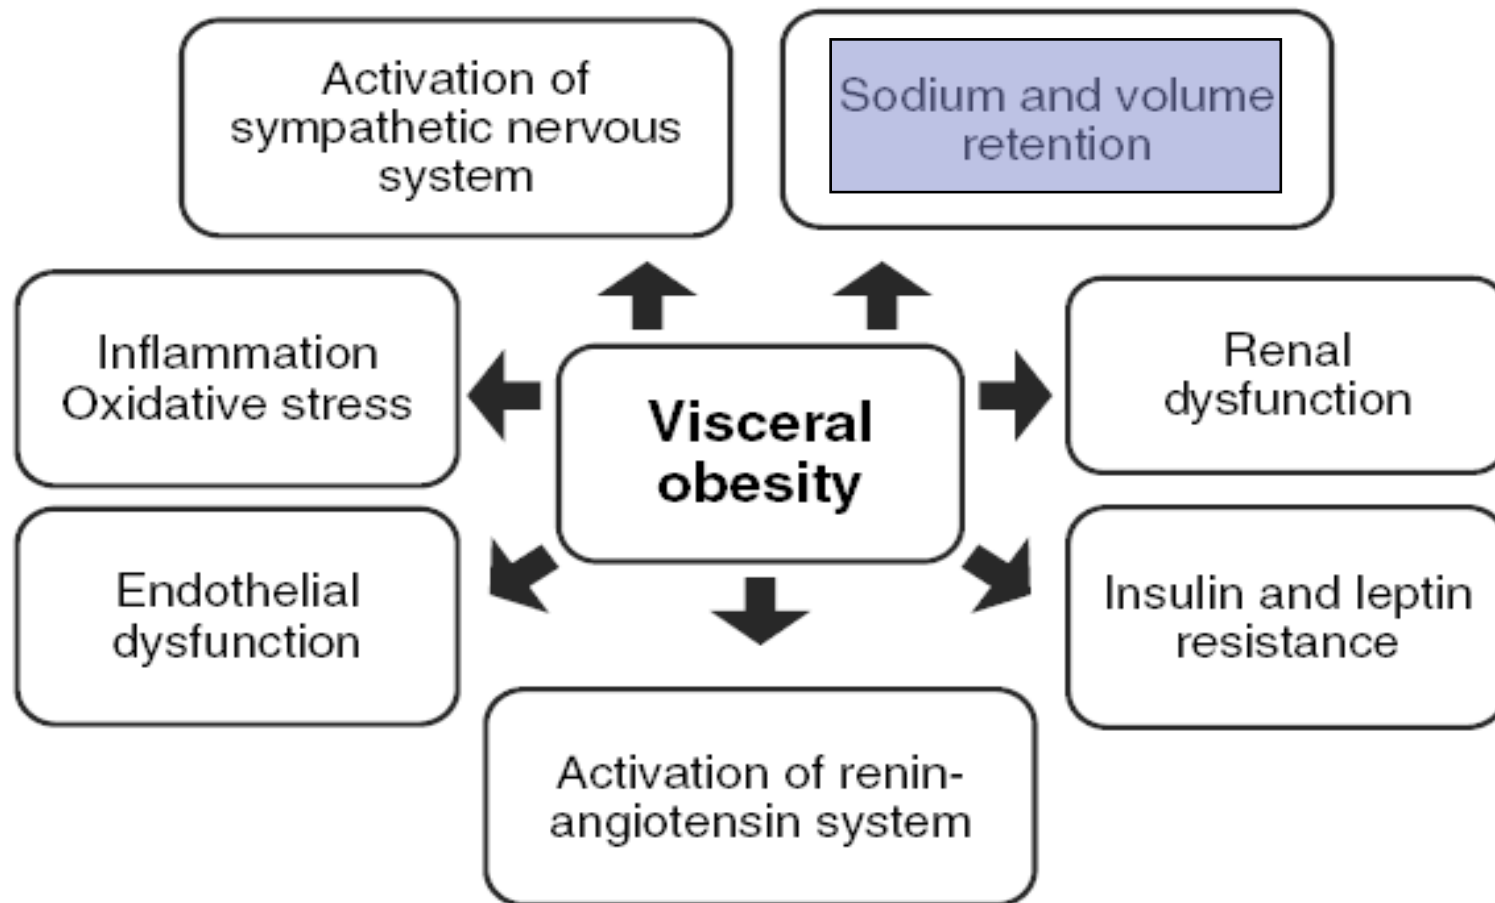 Activation of
sympathetic nervous
system
Sodium and volume
retention
Inflammation
Oxidative stress
Visceral
obesity
Renal
dysfunction
Endothelial
dysfunction
Insulin and leptin
resistance
Activation of renin-
angiotensin system